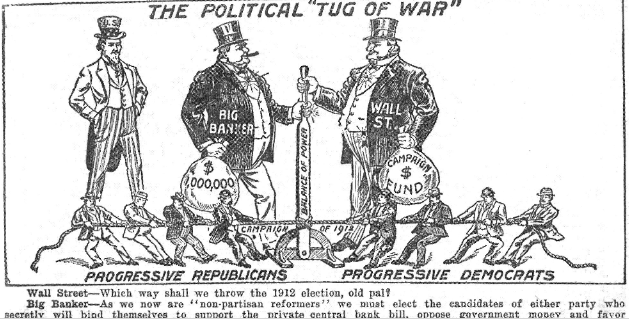 THE POLITICAL "TUG OF WAR"
U.S.
BIG
BANKER
WALL
ST.
BALANCE OF POWER
$
1,000,000
CAMPAIGN
$
FUND
CAMPAIGN OF 1912
PROGRESSIVE REPUBLICANS PROGRESSIVE DEMOCRATS
Wall Street—Which way shall we throw the 1912 election, old pal?
Big Banker—As we now are "non-partisan reformers" we must elect the candidates of either party who
secretly will bind themselves to support the private central bank bill, oppose government money and favor